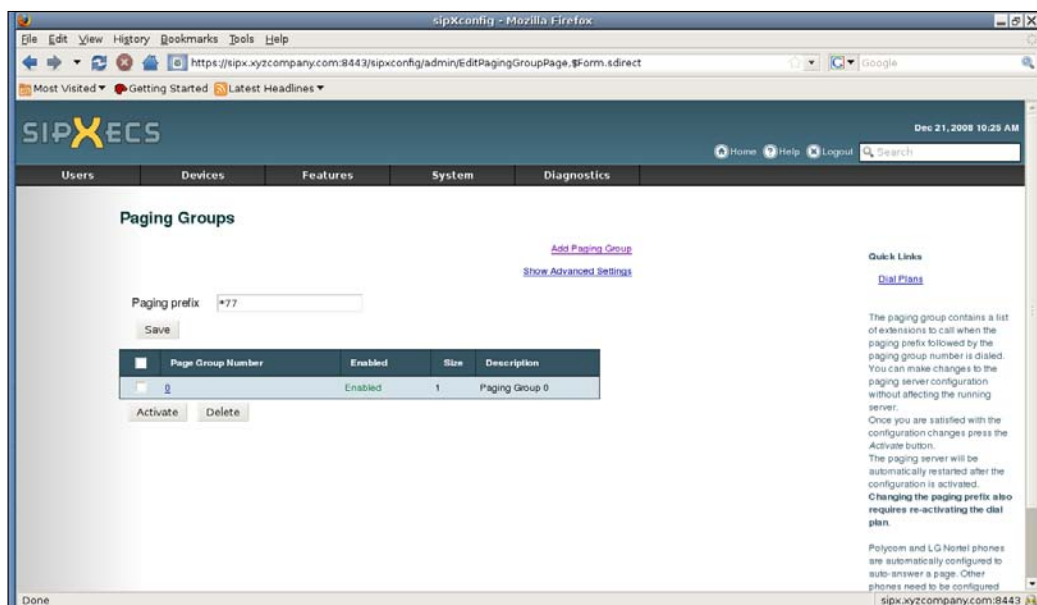 sipXconfig - Mozilla Firefox
File Edit View History Bookmarks Tools Help
https://sipx.xyzcompany.com:8443/sipxconfig/admin/EditPagingGroupPage,$Form.sdirect
Google
Most Visited Getting Started Latest Headlines
SIPXECS
Dec 21, 2008 10:25 AM
Home Help Logout Search
Users Devices Features System Diagnostics
Paging Groups
Add Paging Group
Show Advanced Settings
Paging prefix *77
Save
Page Group Number Enabled Size Description
0 Enabled 1 Paging Group 0
Activate Delete
Quick Links
Dial Plans
The paging group contains a list
of extensions to call when the
paging prefix followed by the
paging group number is dialed.
You can make changes to the
paging server configuration
without affecting the running
server.
Once you are satisfied with the
configuration changes press the
Activate button.
The paging server will be
automatically restarted after the
configuration is activated.
Changing the paging prefix also
requires re-activating the dial
plan.
Polycom and LG Nortel phones
are automatically configured to
auto-answer a page. Other
phones need to be configured
Done
sipx.xyzcompany.com:8443